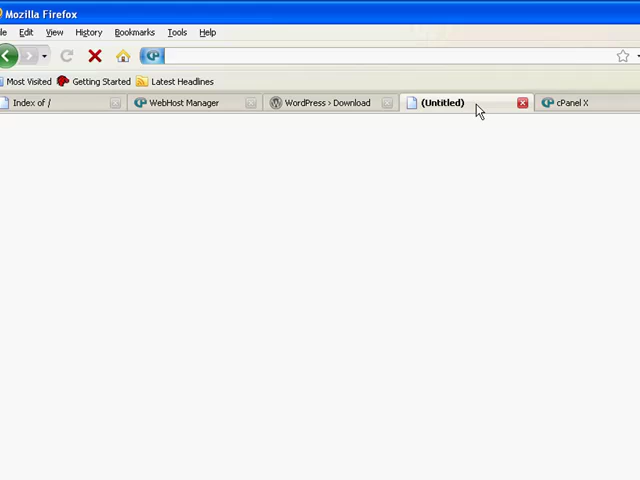 Mozilla Firefox
le Edit View History Bookmarks Tools Help
Most Visited Getting Started Latest Headlines
Index of / WebHost Manager WordPress › Download (Untitled) cPanel X